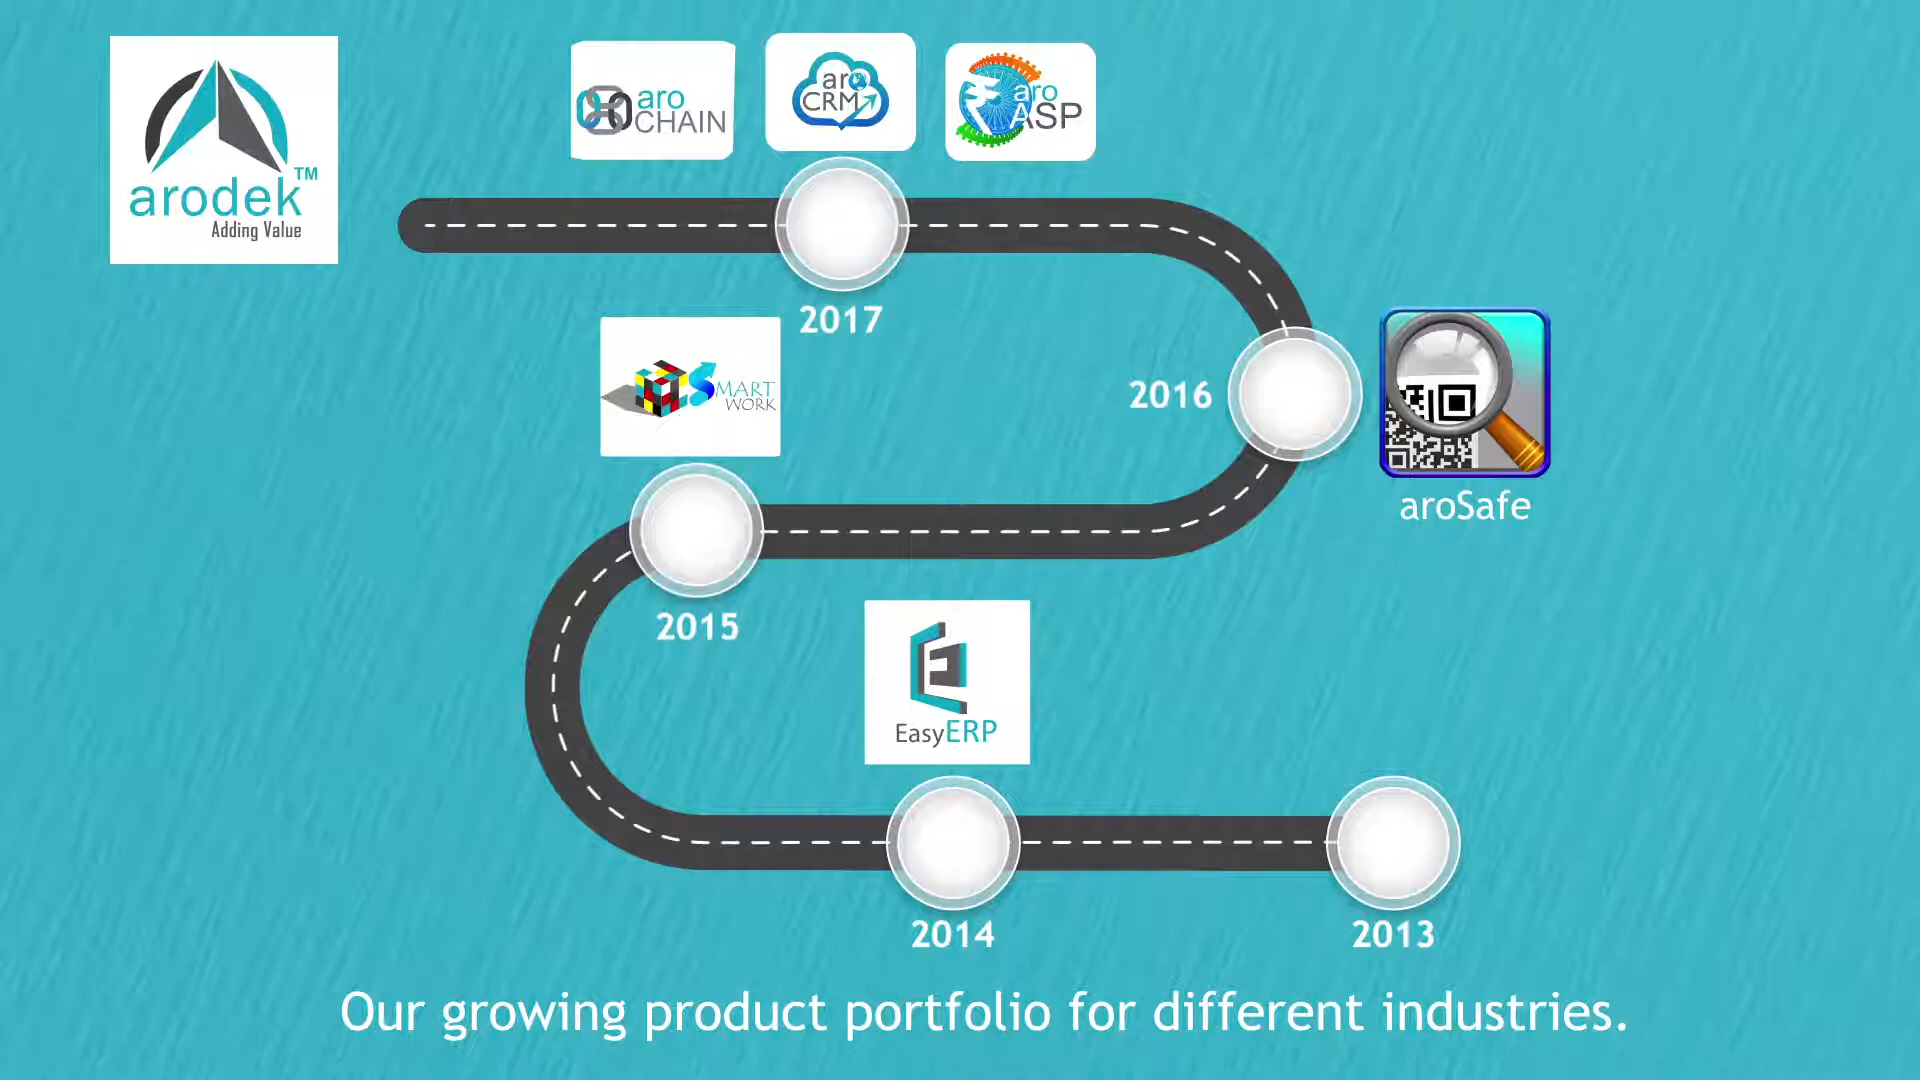 arodek™
Adding Value
aro
CHAIN
aro
CRM
aro
ASP
2017
SMART
WORK
2016
aroSafe
2015
EasyERP
2014
2013
Our growing product portfolio for different industries.